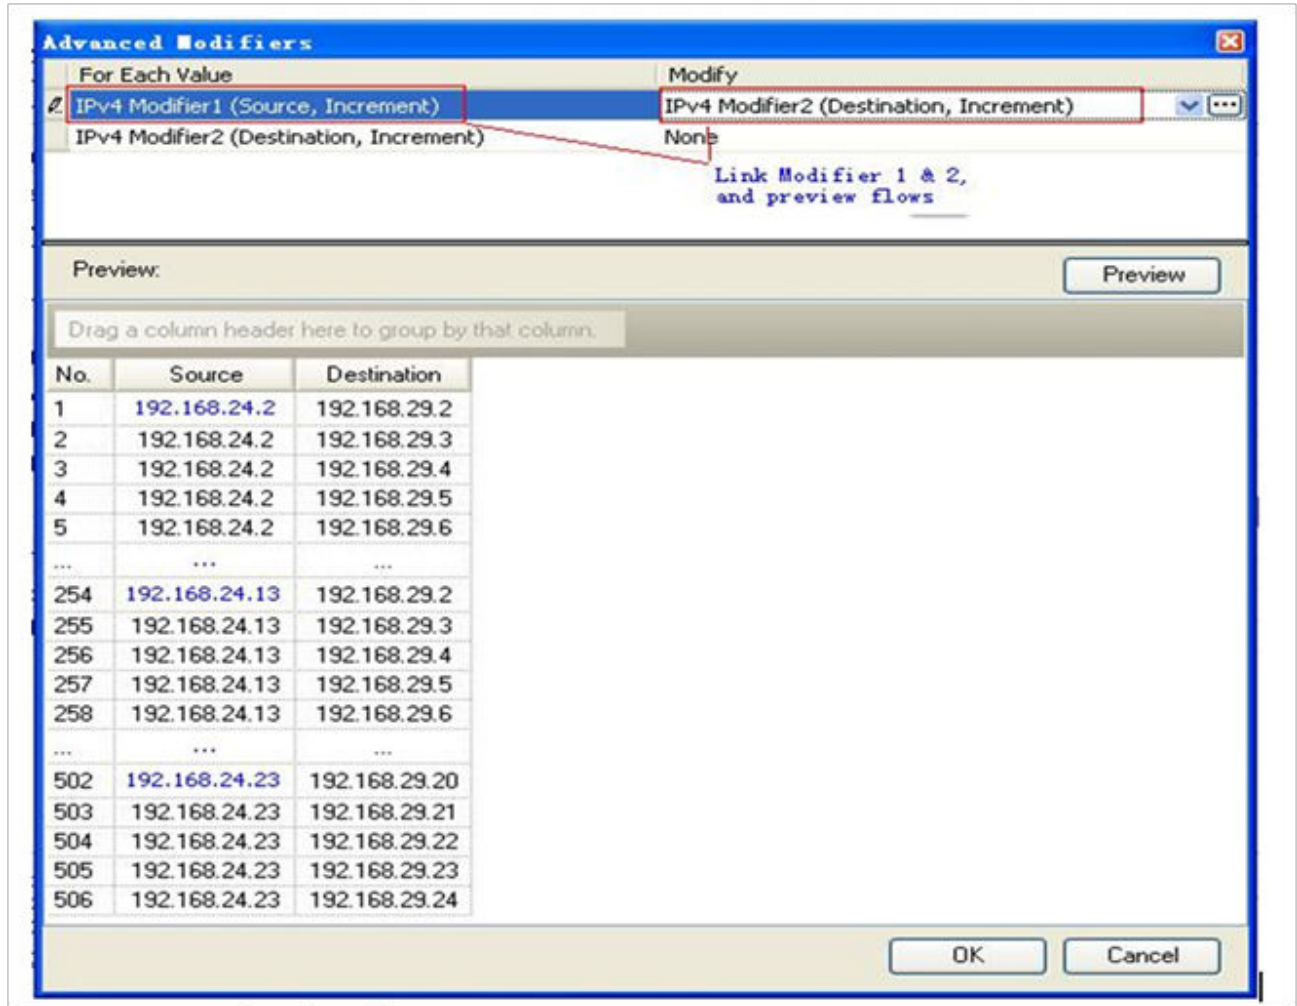 Advanced Modifiers
For Each Value Modify
IPv4 Modifier1 (Source, Increment) IPv4 Modifier2 (Destination, Increment)
IPv4 Modifier2 (Destination, Increment) None
Link Modifier 1 & 2,
and preview flows
Preview: Preview
Drag a column header here to group by that column.
No. Source Destination
1 192.168.24.2 192.168.29.2
2 192.168.24.2 192.168.29.3
3 192.168.24.2 192.168.29.4
4 192.168.24.2 192.168.29.5
5 192.168.24.2 192.168.29.6
... ... ...
254 192.168.24.13 192.168.29.2
255 192.168.24.13 192.168.29.3
256 192.168.24.13 192.168.29.4
257 192.168.24.13 192.168.29.5
258 192.168.24.13 192.168.29.6
... ... ...
502 192.168.24.23 192.168.29.20
503 192.168.24.23 192.168.29.21
504 192.168.24.23 192.168.29.22
505 192.168.24.23 192.168.29.23
506 192.168.24.23 192.168.29.24
OK Cancel